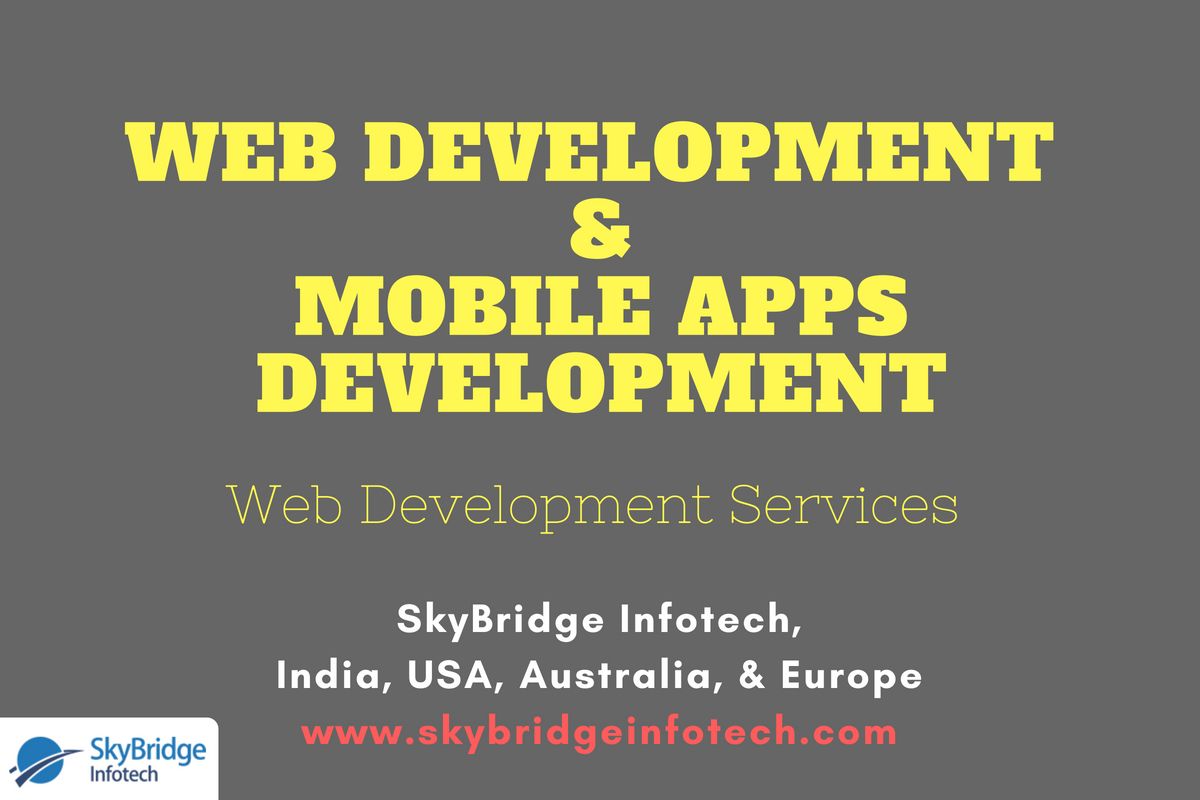 WEB DEVELOPMENT
&
MOBILE APPS
DEVELOPMENT
Web Development Services
SkyBridge Infotech,
India, USA, Australia, & Europe
www.skybridgeinfotech.com
SkyBridge
Infotech